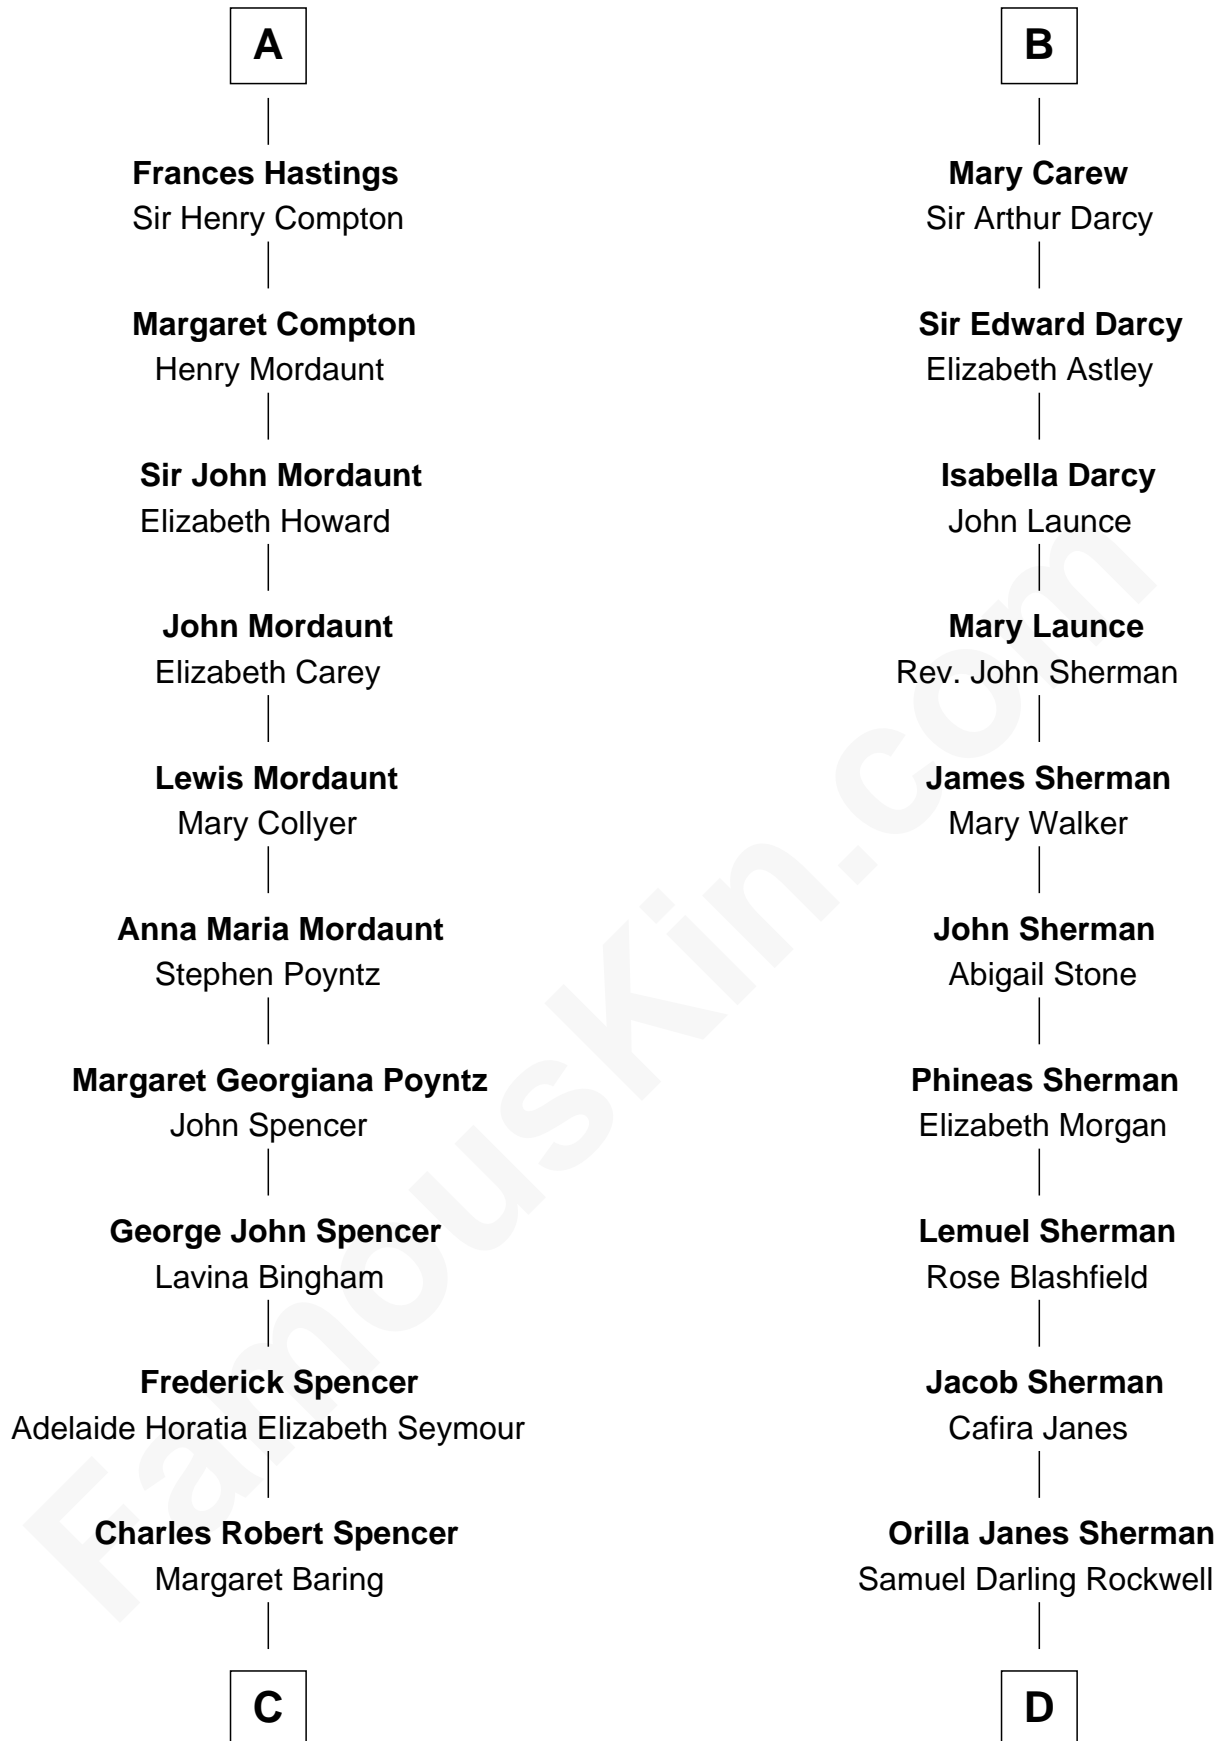 A
Frances Hastings
Sir Henry Compton
Margaret Compton
Henry Mordaunt
Sir John Mordaunt
Elizabeth Howard
John Mordaunt
Elizabeth Carey
Lewis Mordaunt
Mary Collyer
Anna Maria Mordaunt
Stephen Poyntz
Margaret Georgiana Poyntz
John Spencer
George John Spencer
Lavina Bingham
Frederick Spencer
Adelaide Horatia Elizabeth Seymour
Charles Robert Spencer
Margaret Baring
C
B
Mary Carew
Sir Arthur Darcy
Sir Edward Darcy
Elizabeth Astley
Isabella Darcy
John Launce
Mary Launce
Rev. John Sherman
James Sherman
Mary Walker
John Sherman
Abigail Stone
Phineas Sherman
Elizabeth Morgan
Lemuel Sherman
Rose Blashfield
Jacob Sherman
Cafira Janes
Orilla Janes Sherman
Samuel Darling Rockwell
D
FamousKin.com